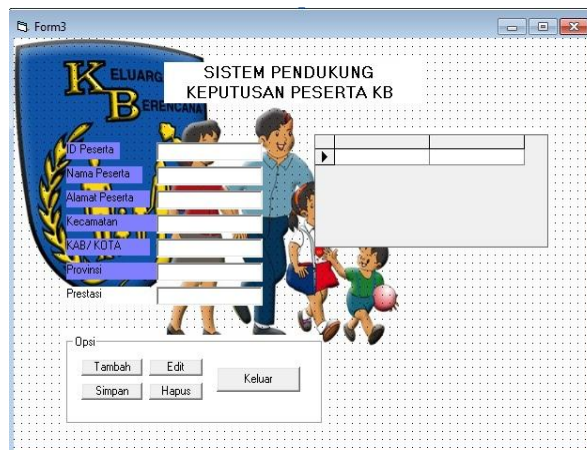 Form3
KELUARG
BERENCANA
SISTEM PENDUKUNG
KEPUTUSAN PESERTA KB
ID Peserta
Nama Peserta
Alamat Peserta
Kecamatan
KAB/ KOTA
Provinsi
Prestasi
Opsi
Tambah
Edit
Keluar
Simpan
Hapus